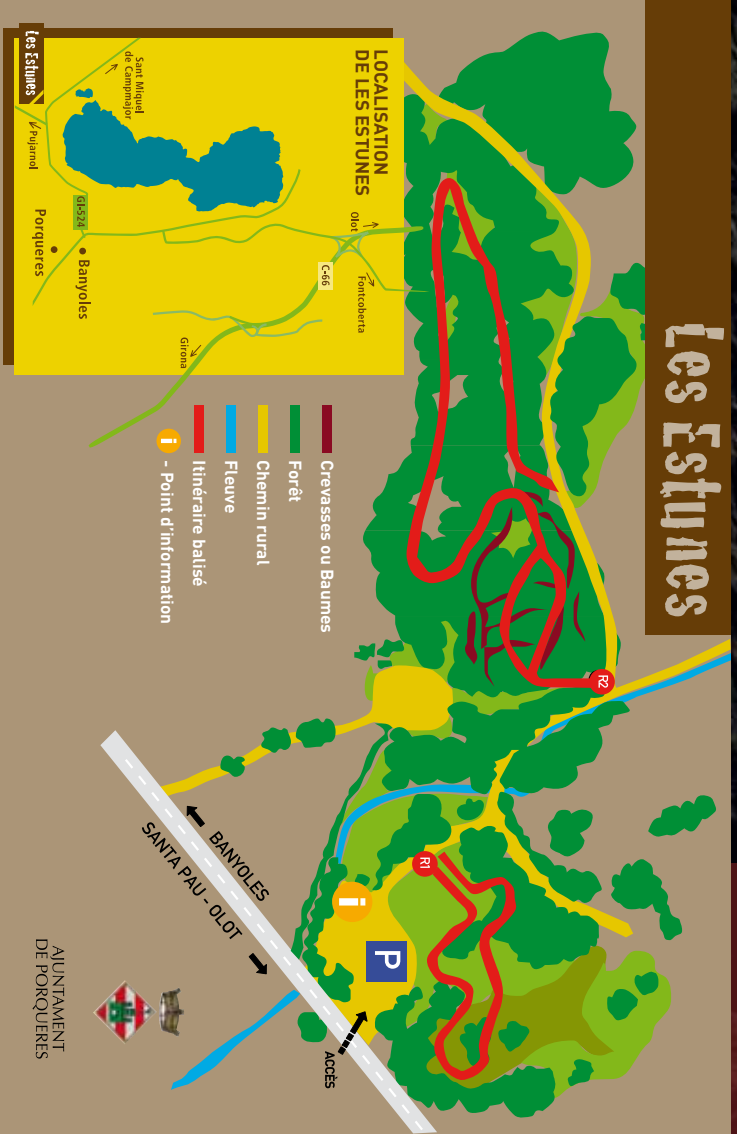 Les Estunes
LOCALISATION
DE LES ESTUNES
Les Estunes
Sant Miquel
de Campmajor
Pujarnol
GI-524
Porqueres
Banyoles
Olot
C-66
Fontcoberta
Girona
Crevasses ou Baumes
Forêt
Chemin rural
Fleuve
Itinéraire balisé
i - Point d'information
R2
R1
i
P
BANYOLES
SANTA PAU - OLOT
ACCÈS
AJUNTAMENT
DE PORQUERES